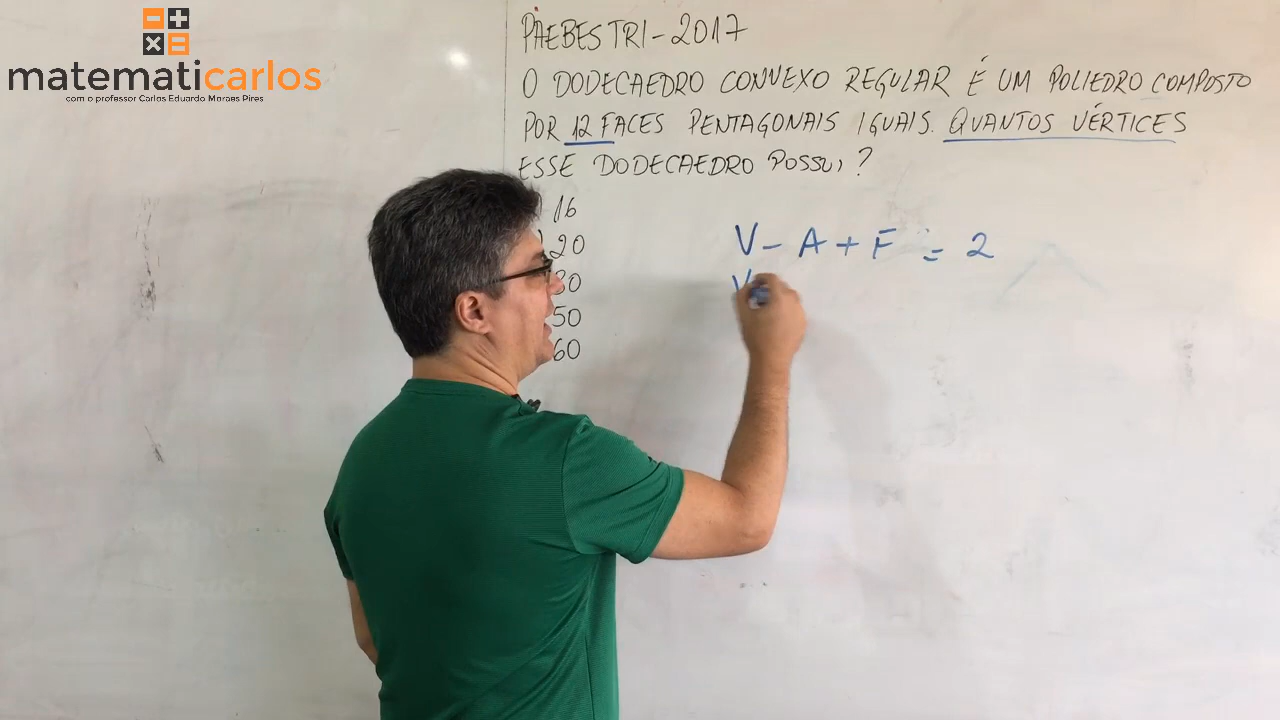 matematicarlos
com o professor Carlos Eduardo Moraes Pires
PAEBES TRI-2017
O DODECAEDRO CONVEXO REGULAR É UM POLIEDRO COMPOSTO
POR 12 FACES PENTAGONAIS IGUAIS. QUANTOS VÉRTICES
ESSE DODECAEDRO POSSUI ?
16
20
30
50
60
V - A + F = 2
V